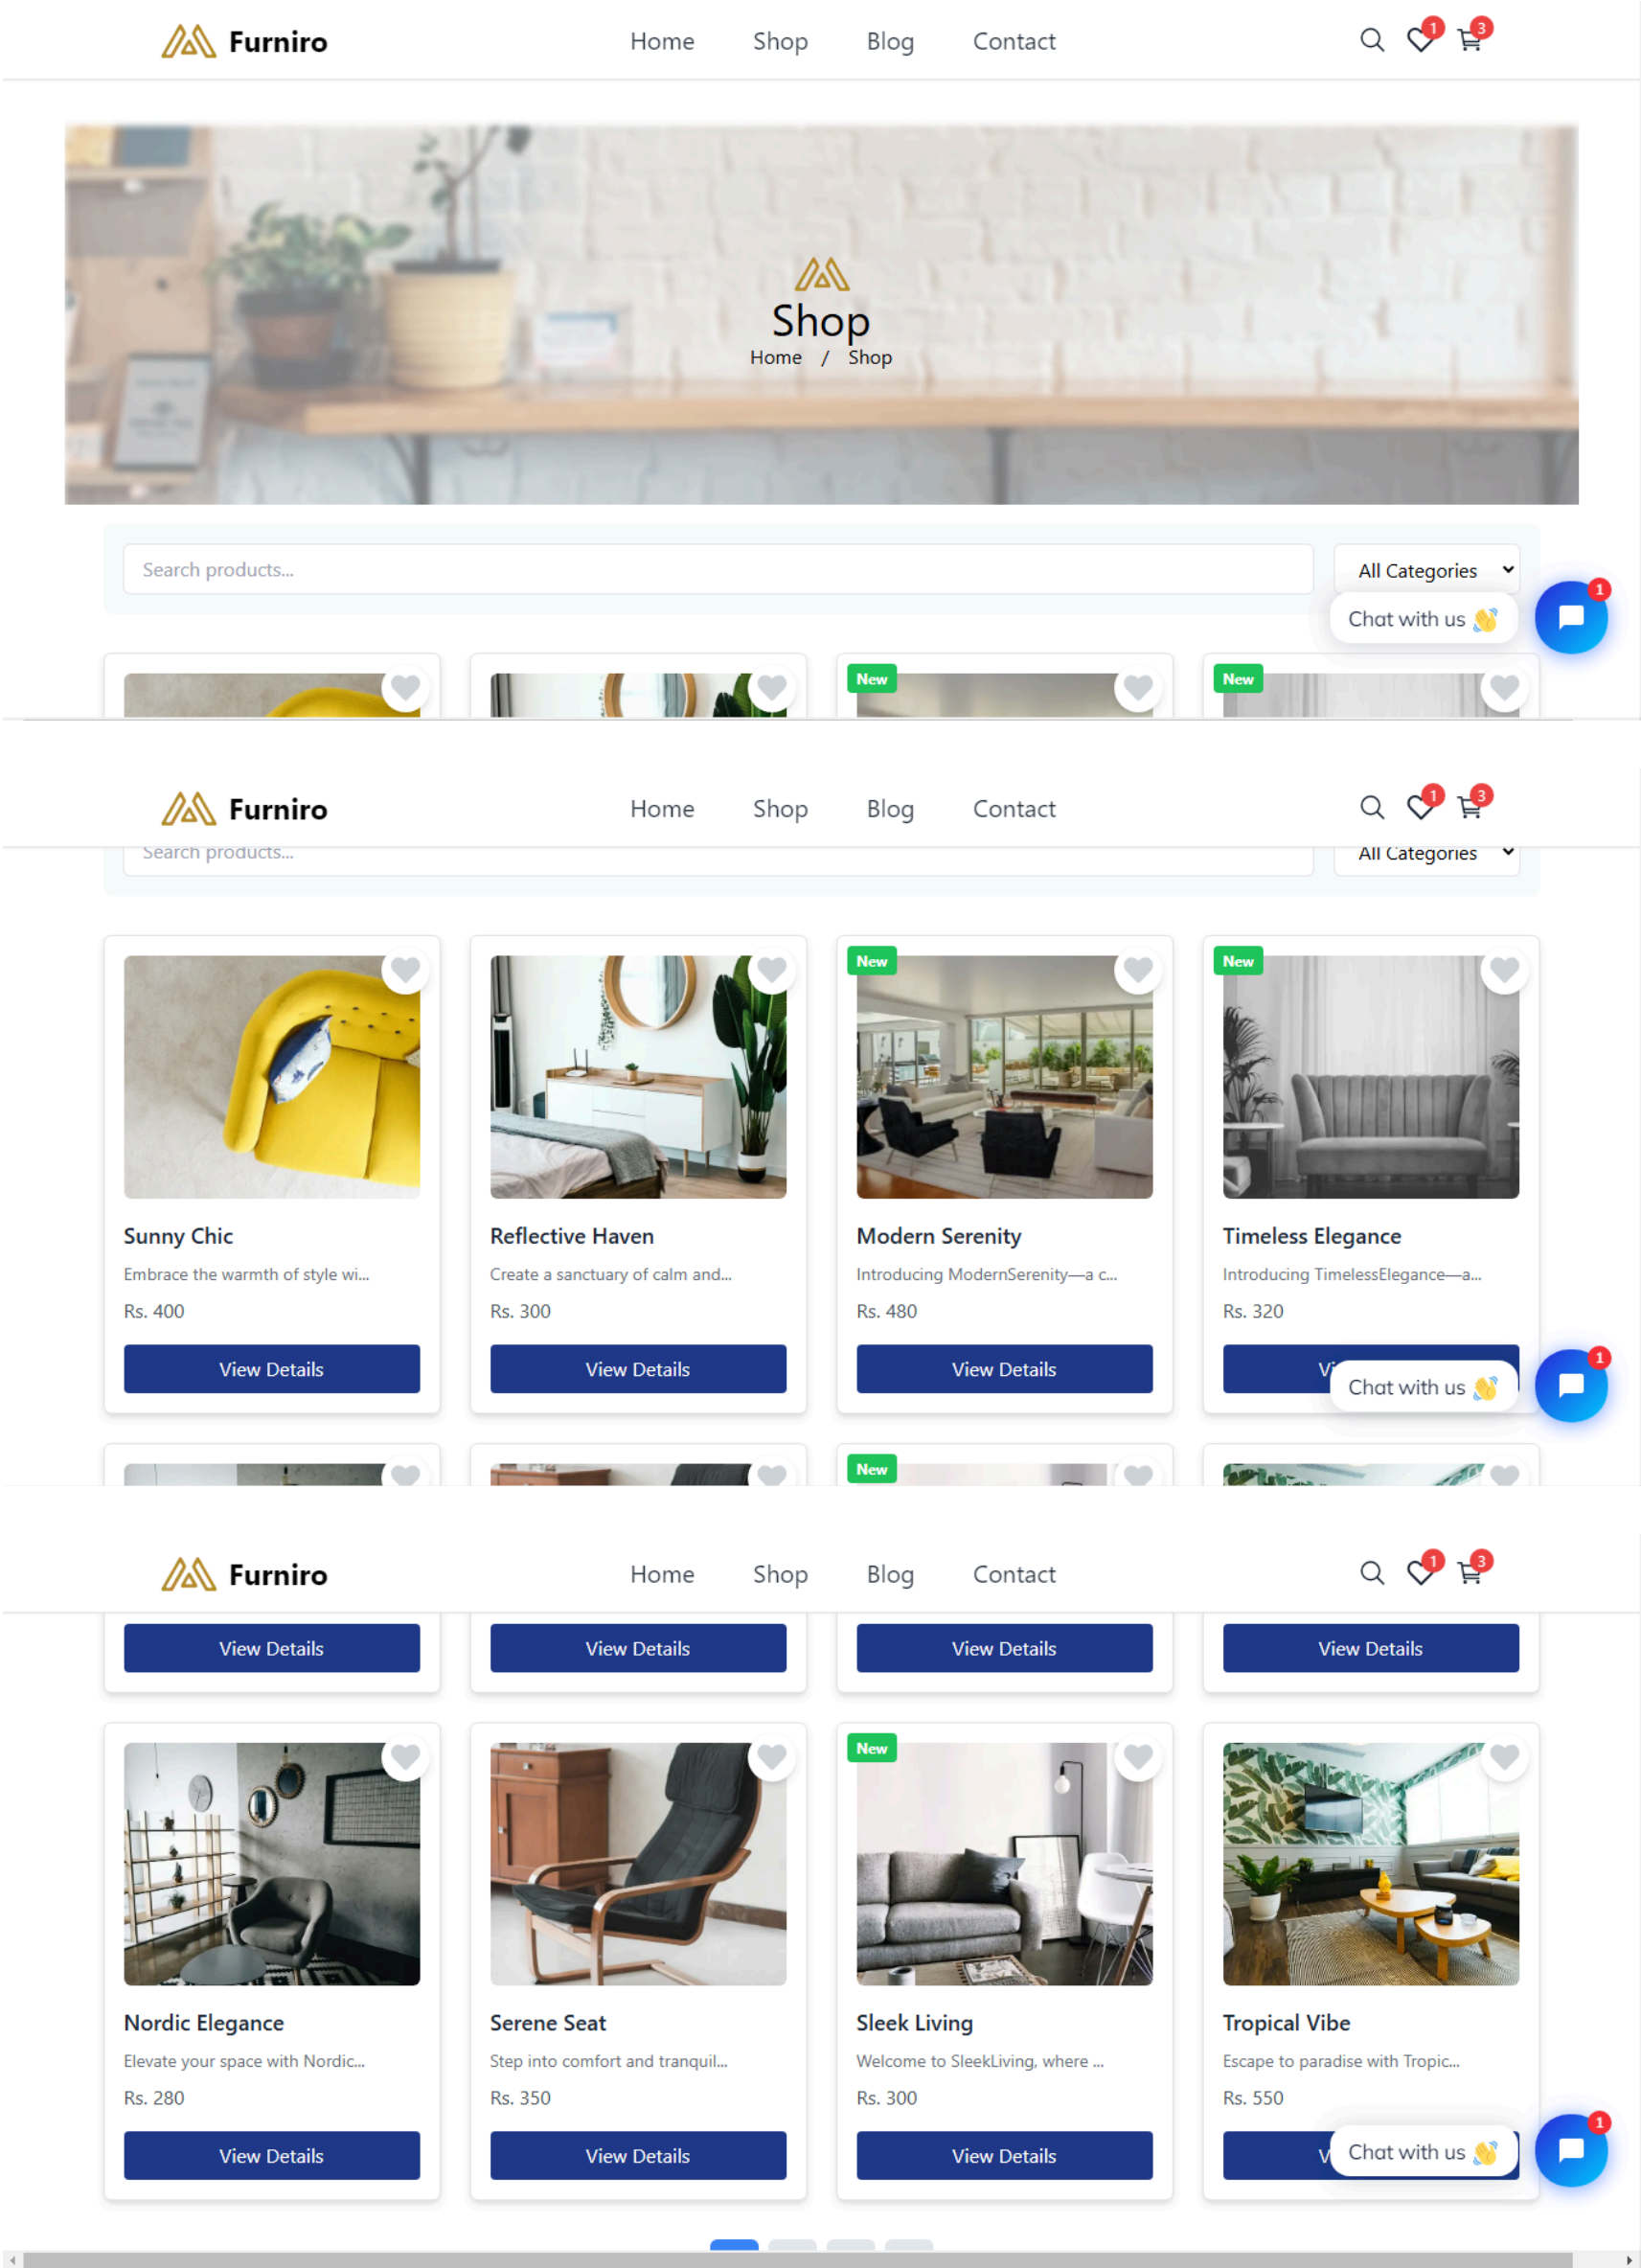 Furniro Home Shop Blog Contact 1 3
Shop
Home / Shop
Search products... All Categories
1
Chat with us 👋
New New
Furniro Home Shop Blog Contact 1 3
Search products... All Categories
New New
Sunny Chic Reflective Haven Modern Serenity Timeless Elegance
Embrace the warmth of style wi... Create a sanctuary of calm and... Introducing ModernSerenity—a c... Introducing TimelessElegance—a...
Rs. 400 Rs. 300 Rs. 480 Rs. 320
View Details View Details View Details Vi
1
Chat with us 👋
New
Furniro Home Shop Blog Contact 1 3
View Details View Details View Details View Details
New
Nordic Elegance Serene Seat Sleek Living Tropical Vibe
Elevate your space with Nordic... Step into comfort and tranquil... Welcome to SleekLiving, where ... Escape to paradise with Tropic...
Rs. 280 Rs. 350 Rs. 300 Rs. 550
1
View Details View Details View Details V
Chat with us 👋